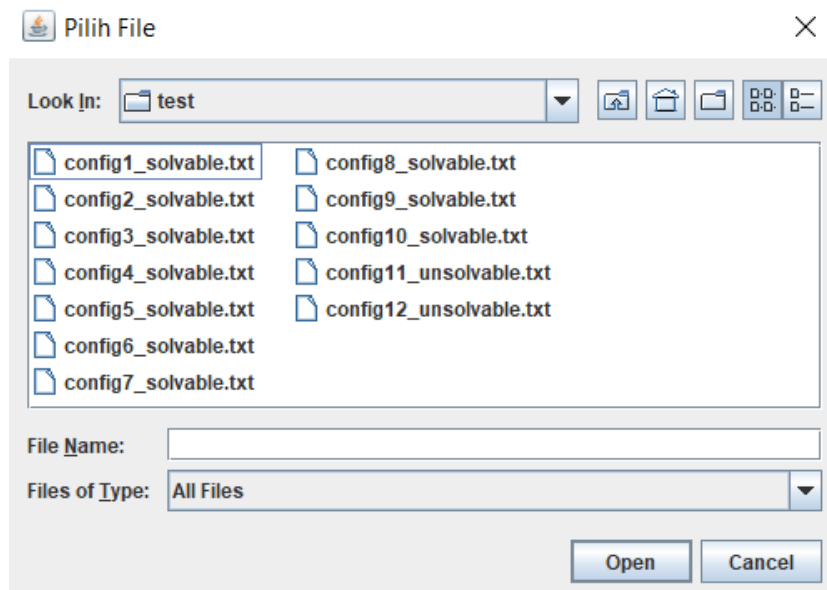 Pilih File
Look In: test
config1_solvable.txt
config2_solvable.txt
config3_solvable.txt
config4_solvable.txt
config5_solvable.txt
config6_solvable.txt
config7_solvable.txt
config8_solvable.txt
config9_solvable.txt
config10_solvable.txt
config11_unsolvable.txt
config12_unsolvable.txt
File Name:
Files of Type: All Files
Open Cancel